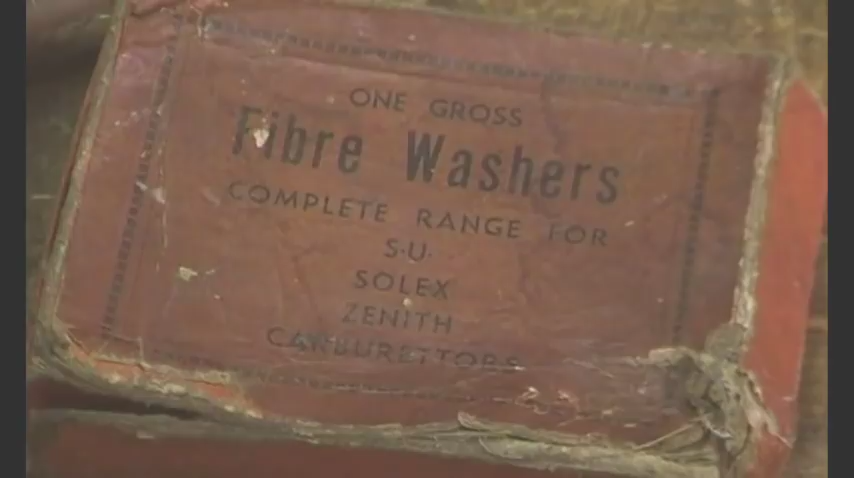 ONE GROSS
Fibre Washers
COMPLETE RANGE FOR
S·U·
SOLEX
ZENITH
CARBURETTORS